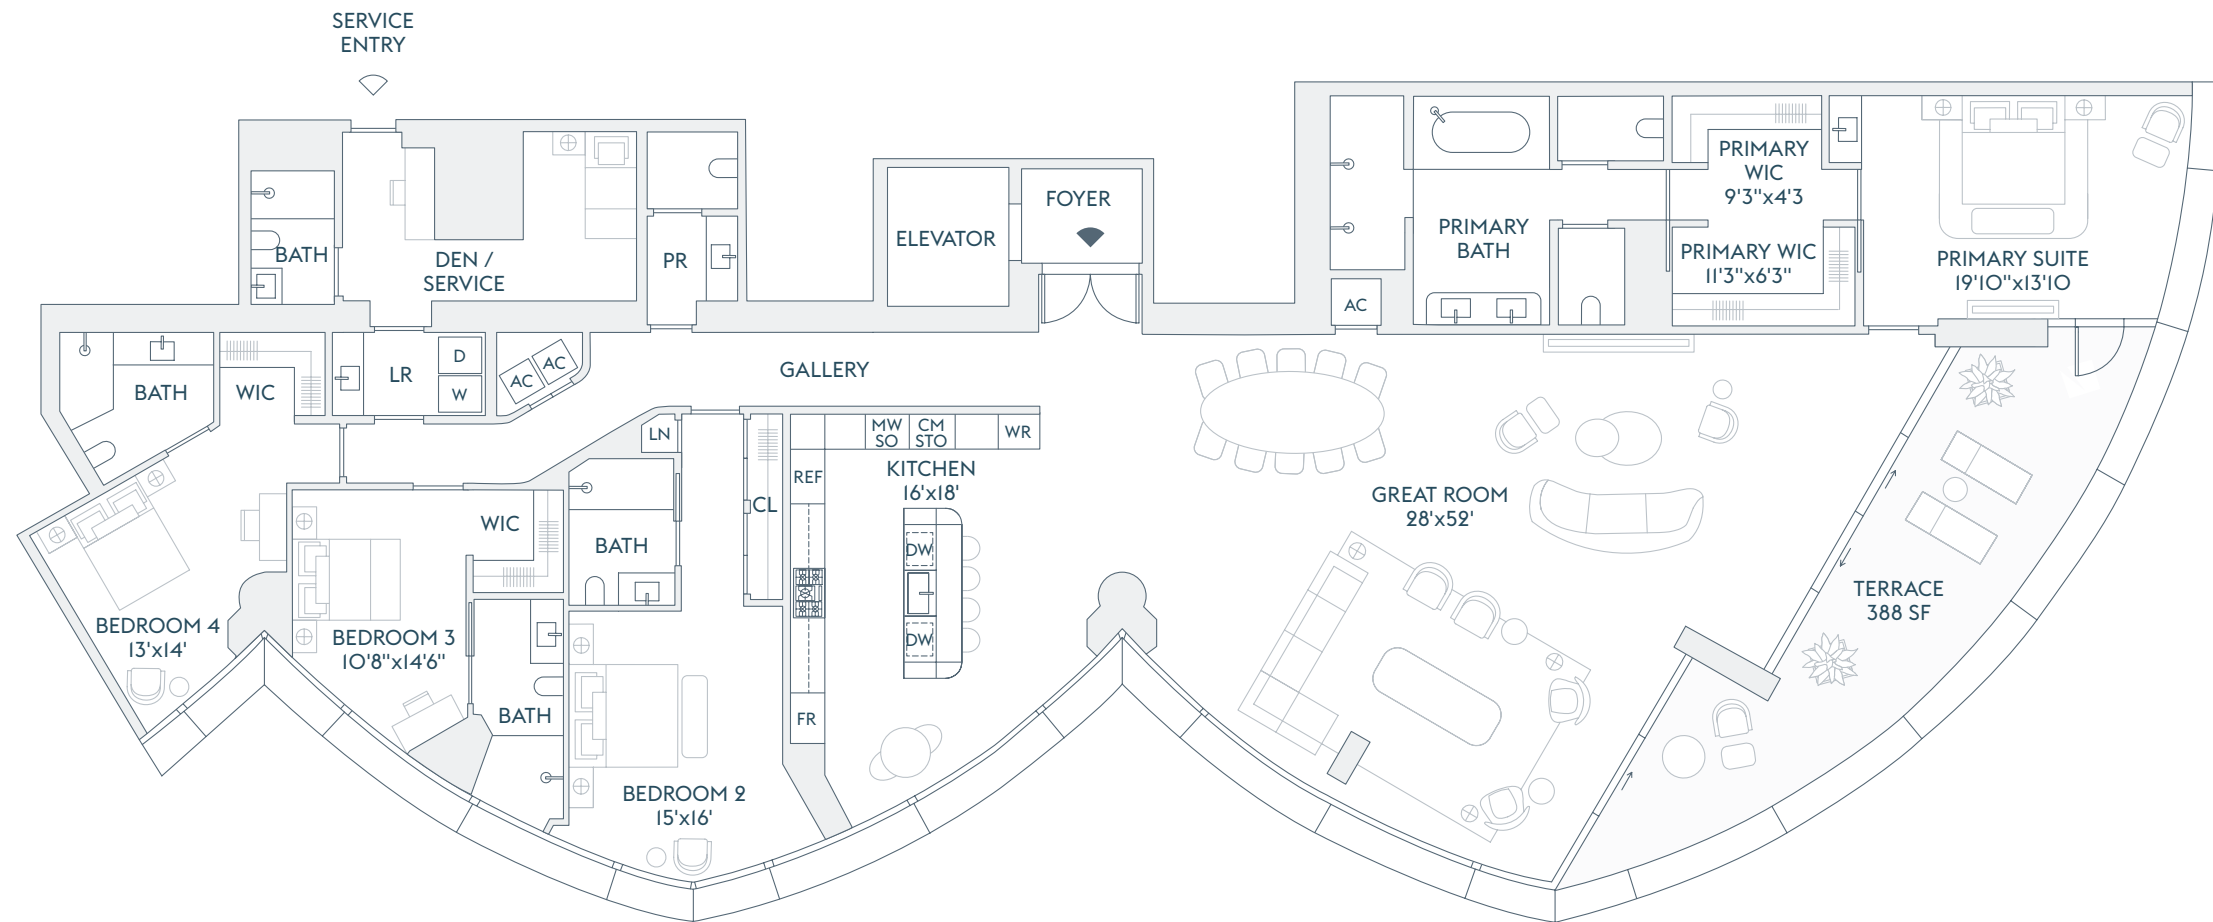 SERVICE
ENTRY
BATH
DEN /
SERVICE
PR
ELEVATOR
FOYER
PRIMARY
BATH
PRIMARY
WIC
9'3"x4'3
PRIMARY WIC
11'3"x6'3"
PRIMARY SUITE
19'10"x13'10
AC
BATH
WIC
LR
D
W
AC
AC
GALLERY
LN
CL
MW
SO
CM
STO
WR
REF
KITCHEN
16'x18'
DW
DW
FR
GREAT ROOM
28'x52'
TERRACE
388 SF
WIC
BATH
BEDROOM 4
13'x14'
BEDROOM 3
10'8"x14'6"
BATH
BEDROOM 2
15'x16'